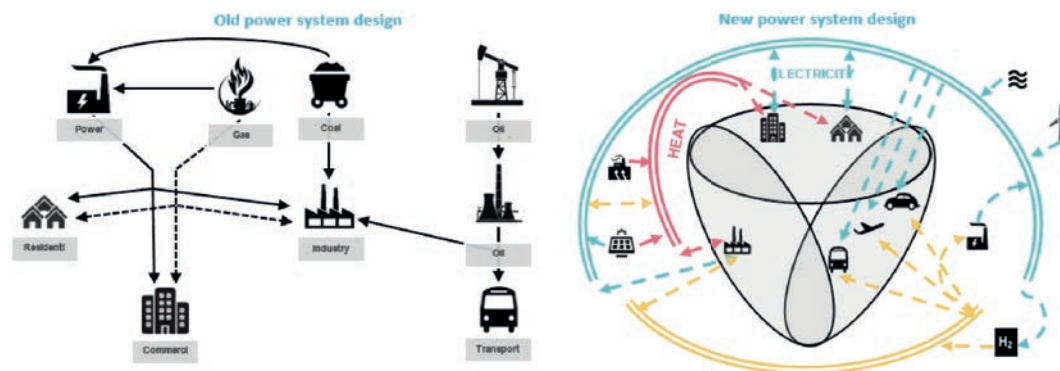 Old power system design
Power
Gas
Coal
Oil
Residenti
Industry
Oil
Commercl
Transport
New power system design
ELECTRICITY
HEAT
H₂